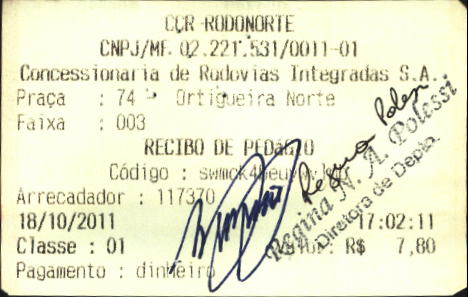 CCR RODONORTE
CNPJ/MF 02.221.531/0011-01
Concessionaria de Rodovias Integradas S.A.
Praça : 74 - Ortigueira Norte
Faixa : 003
RECIBO DE PEDÁGIO
Código :
Arrecadador : 117370
18/10/2011 17:02:11
Classe : 01 R$ 7,80
Pagamento : dinheiro
Regina N. A. Polessi
Diretora de Depto.